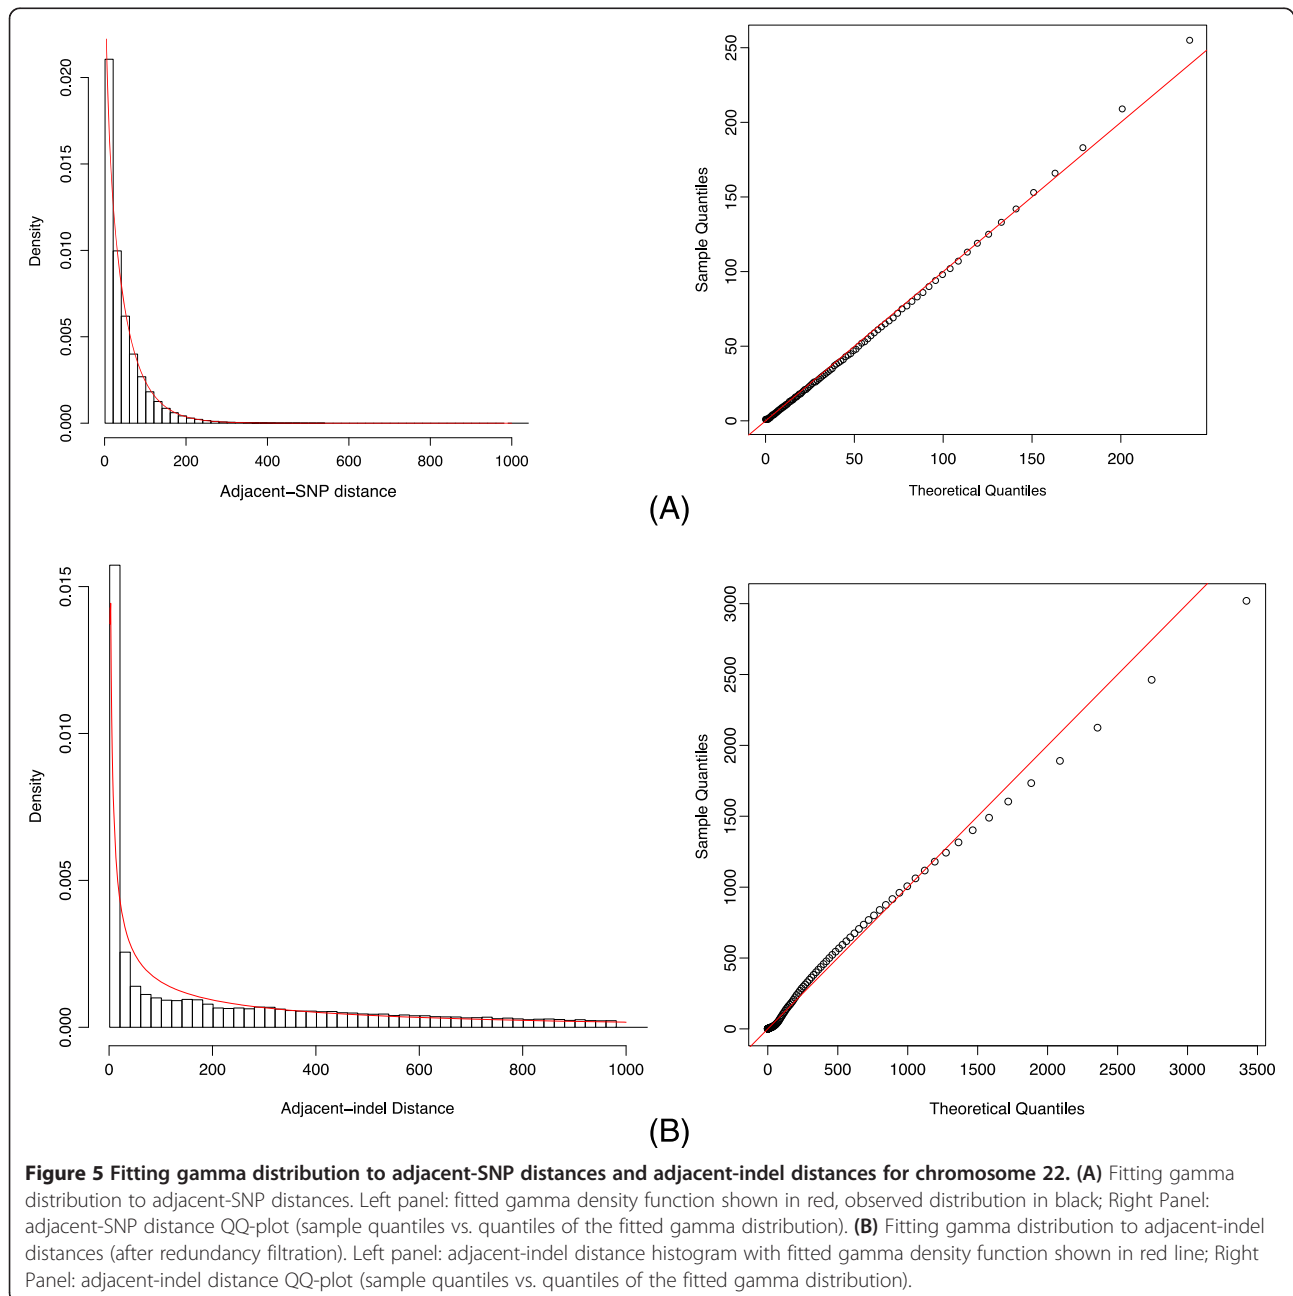 0.020
0.015
0.010
0.005
0.000
Density
0 200 400 600 800 1000
Adjacent−SNP distance
250
200
150
100
50
0
Sample Quantiles
0 50 100 150 200
Theoretical Quantiles
(A)
0.015
0.010
0.005
0.000
Density
0 200 400 600 800 1000
Adjacent−indel Distance
3000
2500
2000
1500
1000
500
0
Sample Quantiles
0 500 1000 1500 2000 2500 3000 3500
Theoretical Quantiles
(B)
Figure 5 Fitting gamma distribution to adjacent-SNP distances and adjacent-indel distances for chromosome 22. (A) Fitting gamma
distribution to adjacent-SNP distances. Left panel: fitted gamma density function shown in red, observed distribution in black; Right Panel:
adjacent-SNP distance QQ-plot (sample quantiles vs. quantiles of the fitted gamma distribution). (B) Fitting gamma distribution to adjacent-indel
distances (after redundancy filtration). Left panel: adjacent-indel distance histogram with fitted gamma density function shown in red line; Right
Panel: adjacent-indel distance QQ-plot (sample quantiles vs. quantiles of the fitted gamma distribution).